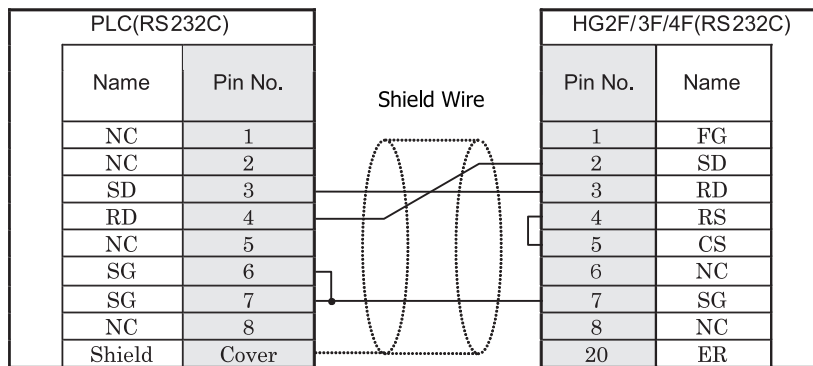 PLC(RS232C) HG2F/3F/4F(RS232C)
Name Pin No. Shield Wire Pin No. Name
NC 1 1 FG
NC 2 2 SD
SD 3 3 RD
RD 4 4 RS
NC 5 5 CS
SG 6 6 NC
SG 7 7 SG
NC 8 8 NC
Shield Cover 20 ER